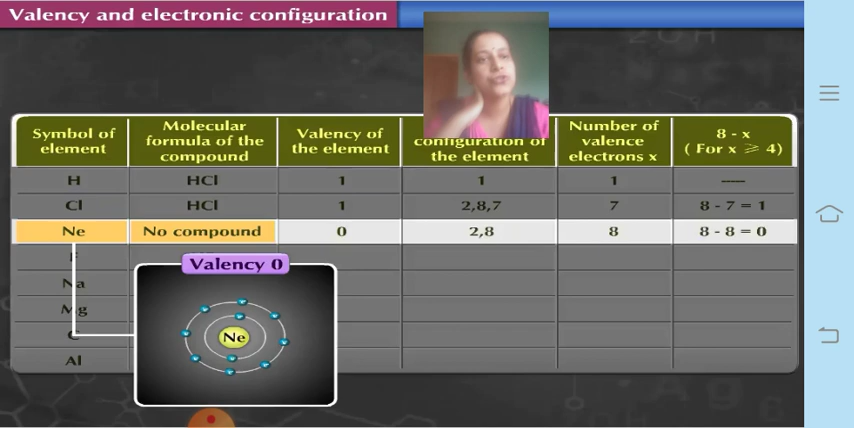 Valency and electronic configuration
Symbol of element
Molecular formula of the compound
Valency of the element
configuration of the element
Number of valence electrons x
8 - x
( For x ⩾ 4)
H HCl 1 1 1 —
Cl HCl 1 2,8,7 7 8 - 7 = 1
Ne No compound 0 2,8 8 8 - 8 = 0
F
Na
Mg
C
Al
Valency 0
Ne